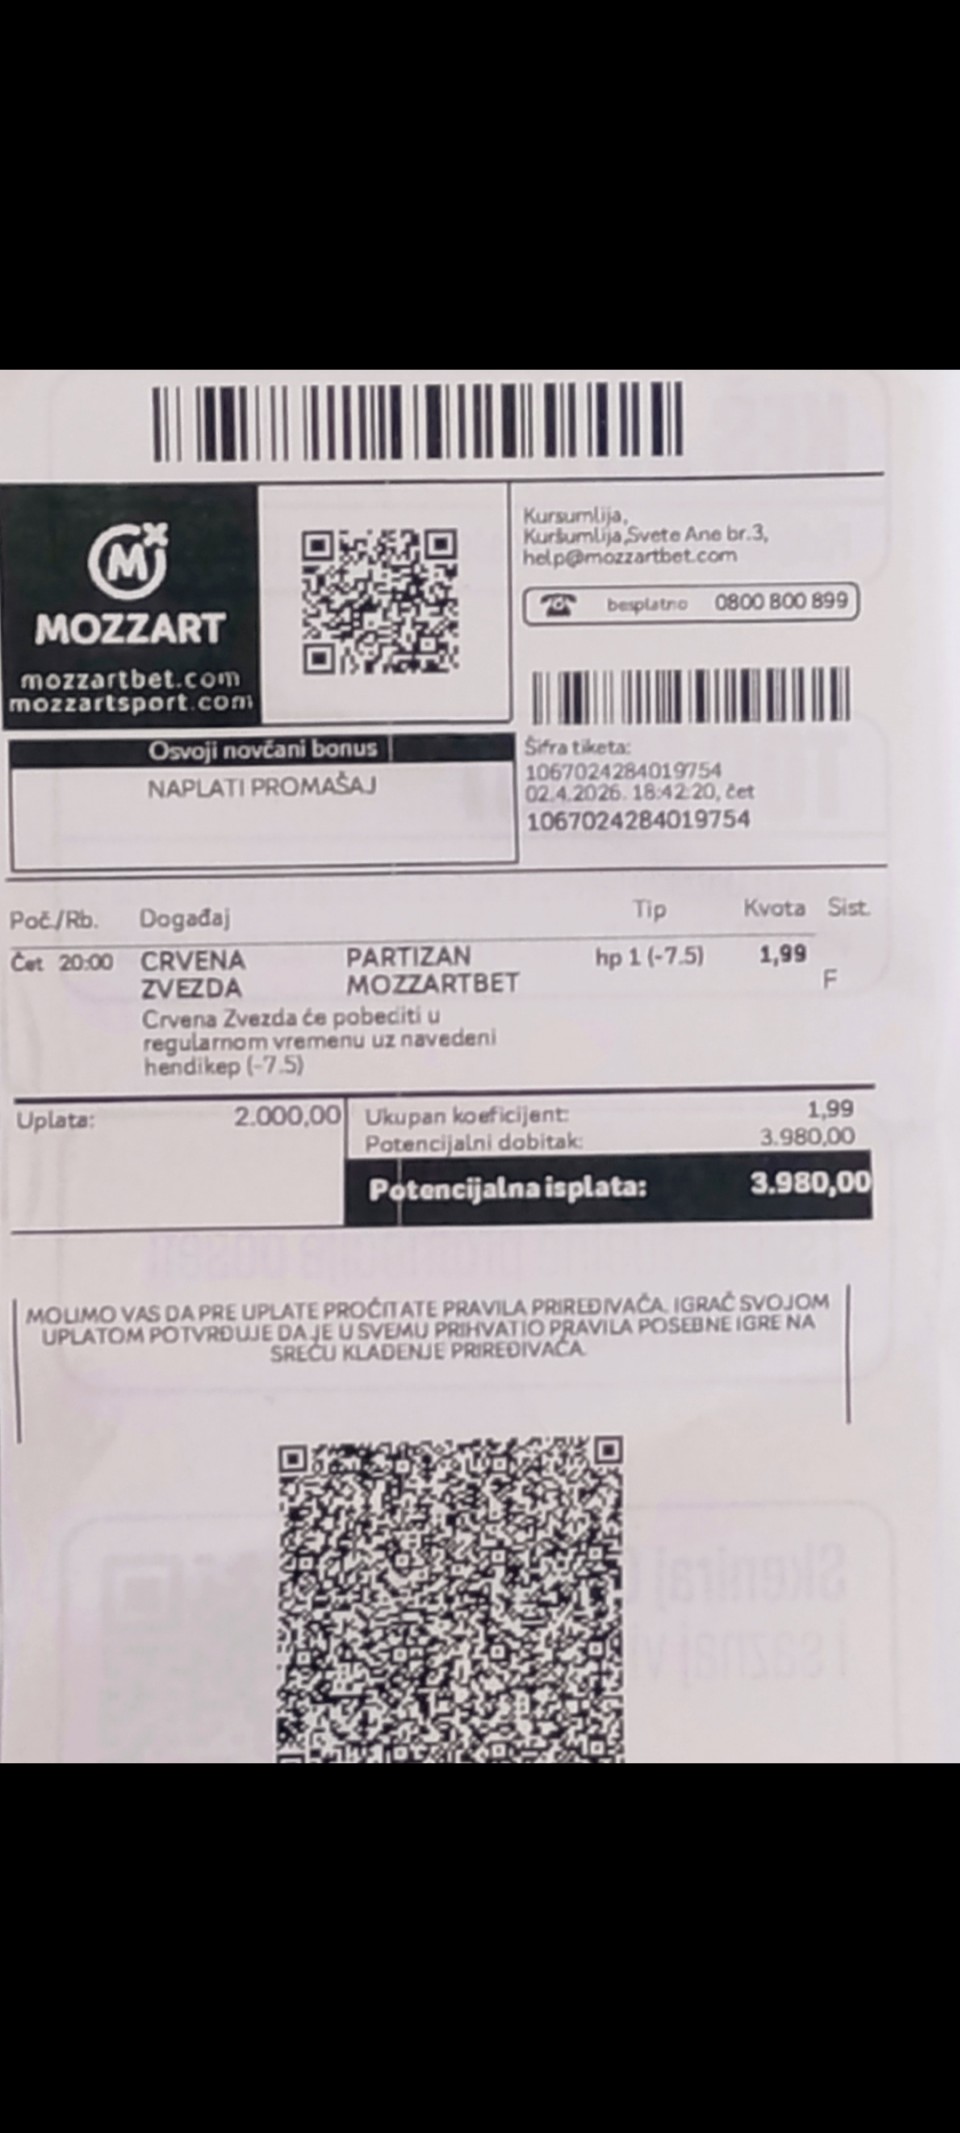 Kursumlija,
Kuršumlija,Svete Ane br.3,
help@mozzartbet.com
MOZZART
mozzartbet.com
mozzartsport.com
besplatno 0800 800 899
Osvoji novčani bonus
NAPLATI PROMAŠAJ
Šifra tiketa:
1067024284019754
02.4.2026. 18:42:20, čet
1067024284019754
Poč./Rb. Događaj Tip Kvota Sist.
Čet 20:00 CRVENA PARTIZAN hp 1 (-7.5) 1,99
ZVEZDA MOZZARTBET F
Crvena Zvezda će pobediti u
regularnom vremenu uz navedeni
hendikep (-7.5)
Uplata: 2.000,00 Ukupan koeficijent: 1,99
Potencijalni dobitak: 3.980,00
Potencijalna isplata: 3.980,00
MOLIMO VAS DA PRE UPLATE PROČITATE PRAVILA PRIREĐIVAČA. IGRAČ SVOJOM
UPLATOM POTVRĐUJE DA JE U SVEMU PRIHVATIO PRAVILA POSEBNE IGRE NA
SREĆU KLAĐENJE PRIREĐIVAČA.
Skeniraj
I saznaj vi